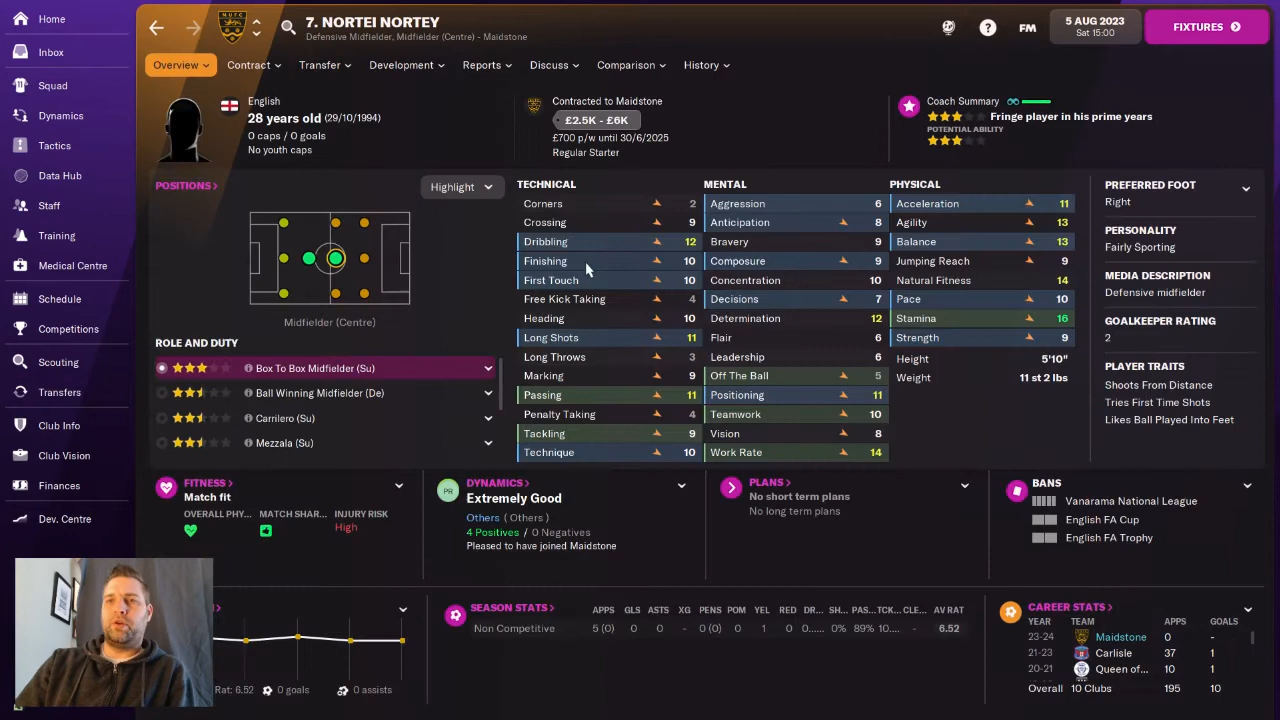 Home
Inbox
Squad
Dynamics
Tactics
Data Hub
Staff
Training
Medical Centre
Schedule
Competitions
Scouting
Transfers
Club Info
Club Vision
Finances
Dev. Centre
NUFC
7. NORTEI NORTEY
Defensive Midfielder, Midfielder (Centre) - Maidstone
?
FM
5 AUG 2023
Sat 15:00
FIXTURES
Overview
Contract
Transfer
Development
Reports
Discuss
Comparison
History
English
28 years old (29/10/1994)
0 caps / 0 goals
No youth caps
Contracted to Maidstone
£2.5K - £6K
£700 p/w until 30/6/2025
Regular Starter
Coach Summary
Fringe player in his prime years
POTENTIAL ABILITY
POSITIONS
Highlight
Midfielder (Centre)
ROLE AND DUTY
Box To Box Midfielder (Su)
Ball Winning Midfielder (De)
Carrilero (Su)
Mezzala (Su)
TECHNICAL
Corners 2
Crossing 9
Dribbling 12
Finishing 10
First Touch 10
Free Kick Taking 4
Heading 10
Long Shots 11
Long Throws 3
Marking 9
Passing 11
Penalty Taking 4
Tackling 9
Technique 10
MENTAL
Aggression 6
Anticipation 8
Bravery 9
Composure 9
Concentration 10
Decisions 7
Determination 12
Flair 6
Leadership 6
Off The Ball 5
Positioning 11
Teamwork 10
Vision 8
Work Rate 14
PHYSICAL
Acceleration 11
Agility 13
Balance 13
Jumping Reach 9
Natural Fitness 14
Pace 10
Stamina 16
Strength 9
Height 5'10"
Weight 11 st 2 lbs
PREFERRED FOOT
Right
PERSONALITY
Fairly Sporting
MEDIA DESCRIPTION
Defensive midfielder
GOALKEEPER RATING
2
PLAYER TRAITS
Shoots From Distance
Tries First Time Shots
Likes Ball Played Into Feet
FITNESS
Match fit
OVERALL PHY... MATCH SHAR... INJURY RISK
High
PR
DYNAMICS
Extremely Good
Others ( Others )
4 Positives / 0 Negatives
Pleased to have joined Maidstone
PLANS
No short term plans
No long term plans
BANS
Vanarama National League
English FA Cup
English FA Trophy
Rat: 6.52 0 goals 0 assists
SEASON STATS APPS GLS ASTS XG PENS POM YEL RED DR... SH... PAS... TCK... CLE... AV RAT
Non Competitive 5 (0) 0 0 - 0 (0) 0 1 0 0...... 0% 89% 10.... - 6.52
CAREER STATS
YEAR TEAM APPS GOALS
23-24 Maidstone 0 -
21-23 Carlisle 37 1
20-21 Queen of... 10 1
Overall 10 Clubs 195 10